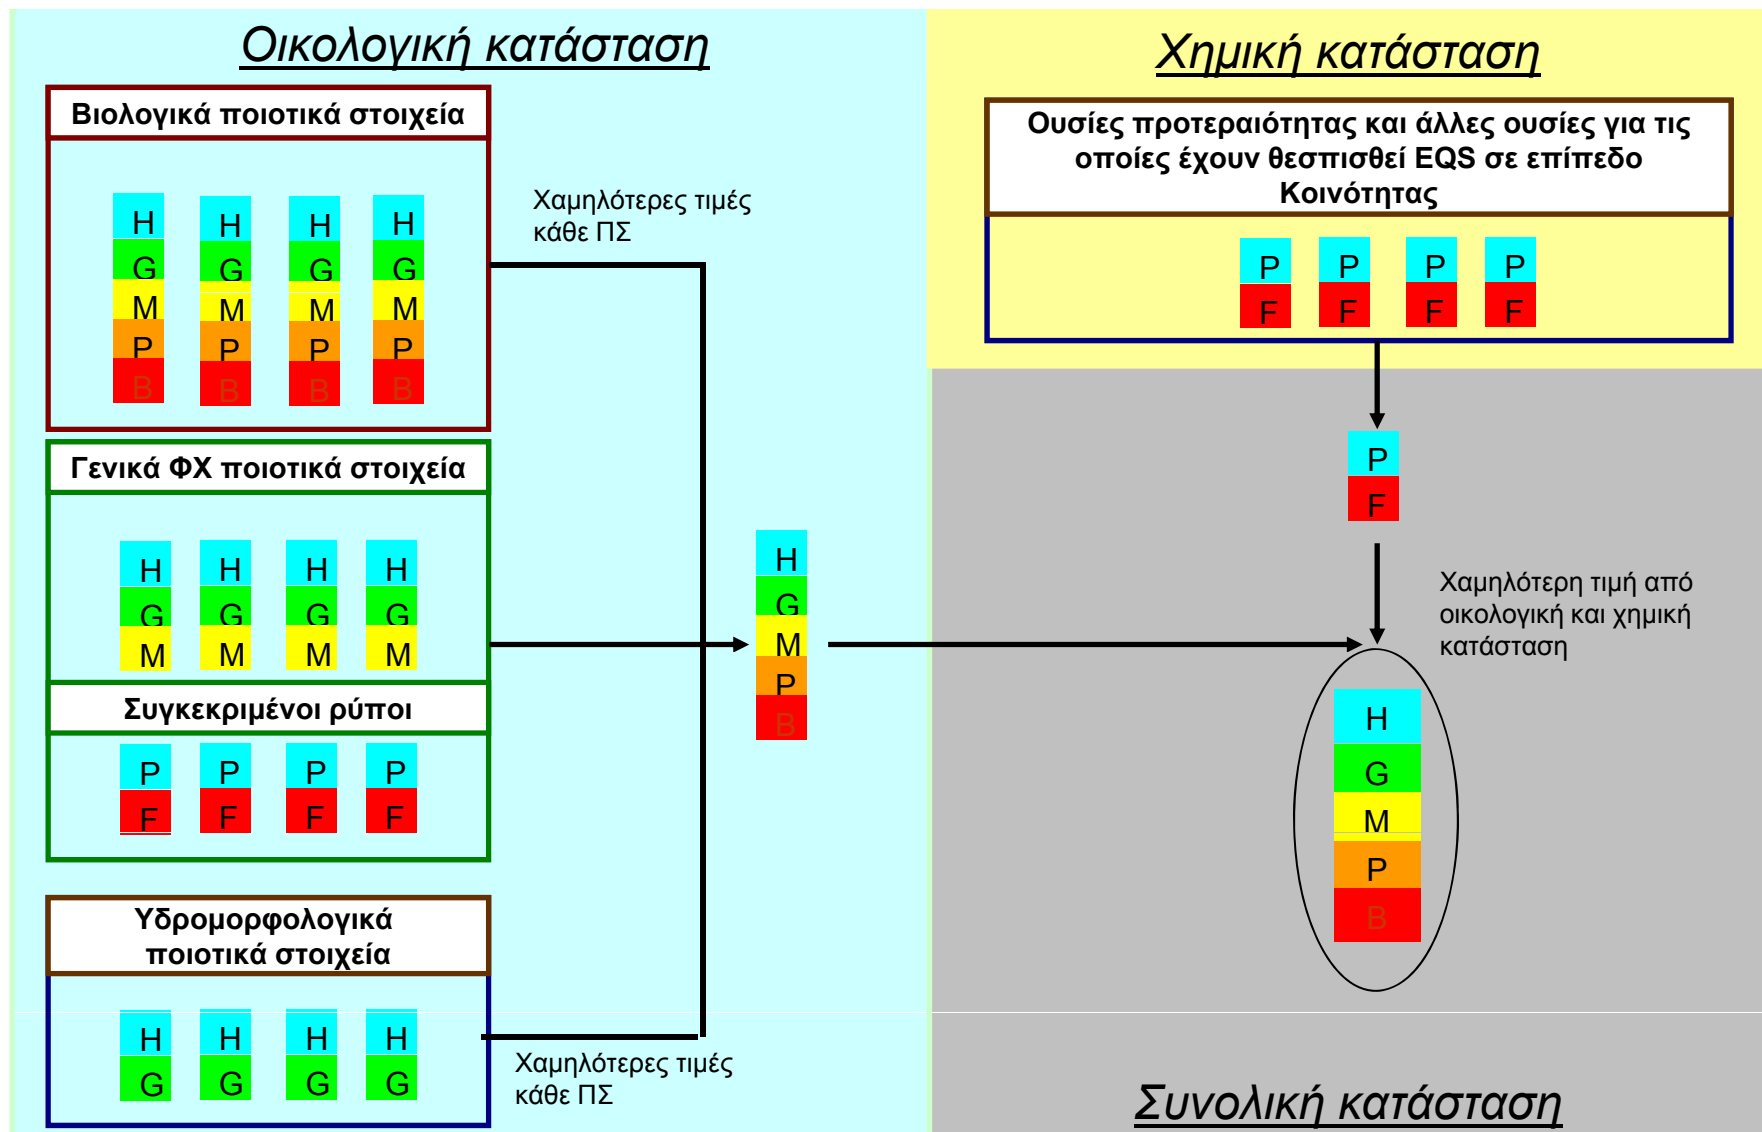 Οικολογική κατάσταση
Βιολογικά ποιοτικά στοιχεία
H H H H
G G G G
M M M M
P P P P
B B B B
Χαμηλότερες τιμές
κάθε ΠΣ
Γενικά ΦΧ ποιοτικά στοιχεία
H H H H
G G G G
M M M M
Συγκεκριμένοι ρύποι
P P P P
F F F F
Υδρομορφολογικά
ποιοτικά στοιχεία
H H H H
G G G G
Χαμηλότερες τιμές
κάθε ΠΣ
H
G
M
P
B
Χημική κατάσταση
Ουσίες προτεραιότητας και άλλες ουσίες για τις
οποίες έχουν θεσπισθεί EQS σε επίπεδο
Κοινότητας
P P P P
F F F F
P
F
Χαμηλότερη τιμή από
οικολογική και χημική
κατάσταση
H
G
M
P
B
Συνολική κατάσταση